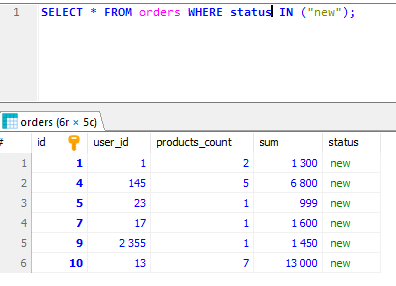 1 SELECT * FROM orders WHERE status IN ("new");
orders (6r × 5c)
# id user_id products_count sum status
1 1 1 2 1 300 new
2 4 145 5 6 800 new
3 5 23 1 999 new
4 7 17 1 1 600 new
5 9 2 355 1 1 450 new
6 10 13 7 13 000 new